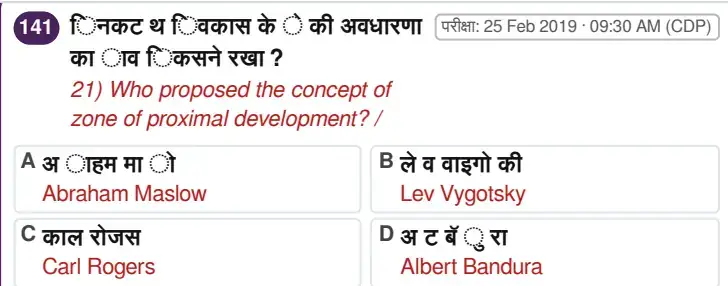 141 िनकट थ िवकास के े की अवधारणा परीक्षा: 25 Feb 2019 · 09:30 AM (CDP)
का ाव िकसने रखा ?
21) Who proposed the concept of
zone of proximal development? /
A अ ाहम मा ो B ले व वाइगो की
Abraham Maslow Lev Vygotsky
C काल रोजस D अ ट बॅ ु रा
Carl Rogers Albert Bandura